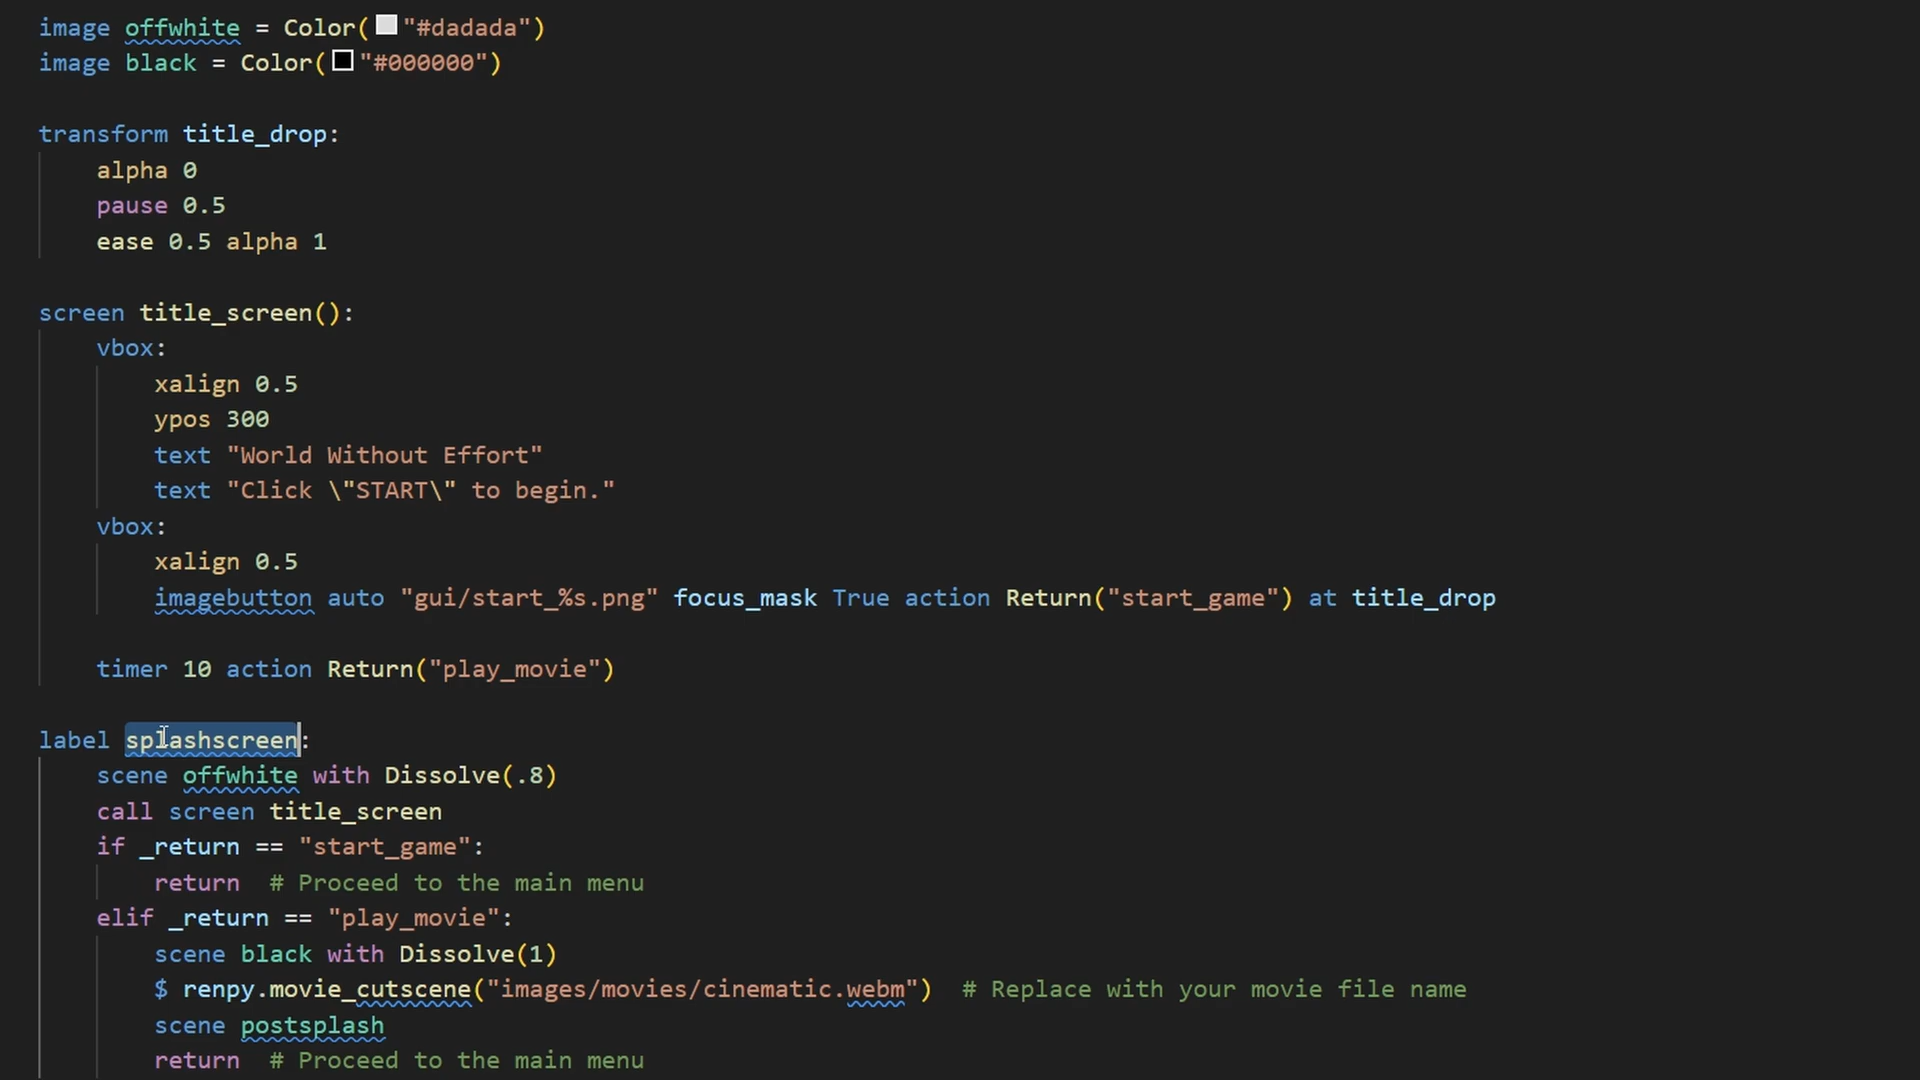 image offwhite = Color("#dadada")
image black = Color("#000000")
transform title_drop:
alpha 0
pause 0.5
ease 0.5 alpha 1
screen title_screen():
vbox:
xalign 0.5
ypos 300
text "World Without Effort"
text "Click \"START\" to begin."
vbox:
xalign 0.5
imagebutton auto "gui/start_%s.png" focus_mask True action Return("start_game") at title_drop
timer 10 action Return("play_movie")
label splashscreen:
scene offwhite with Dissolve(.8)
call screen title_screen
if _return == "start_game":
return  # Proceed to the main menu
elif _return == "play_movie":
scene black with Dissolve(1)
$ renpy.movie_cutscene("images/movies/cinematic.webm")  # Replace with your movie file name
scene postsplash
return  # Proceed to the main menu